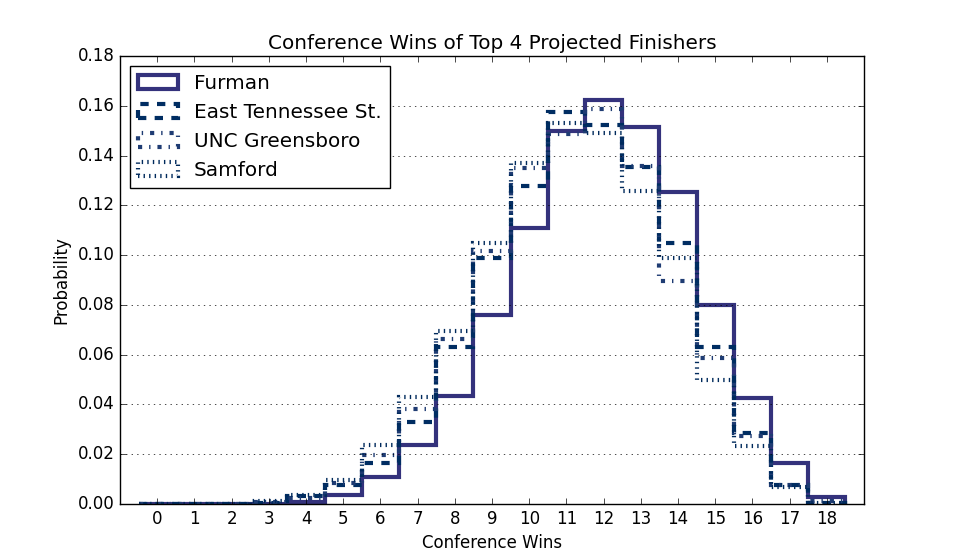 Conference Wins of Top 4 Projected Finishers
Furman
East Tennessee St.
UNC Greensboro
Samford
Probability
0.18
0.16
0.14
0.12
0.10
0.08
0.06
0.04
0.02
0.00
0 1 2 3 4 5 6 7 8 9 10 11 12 13 14 15 16 17 18
Conference Wins